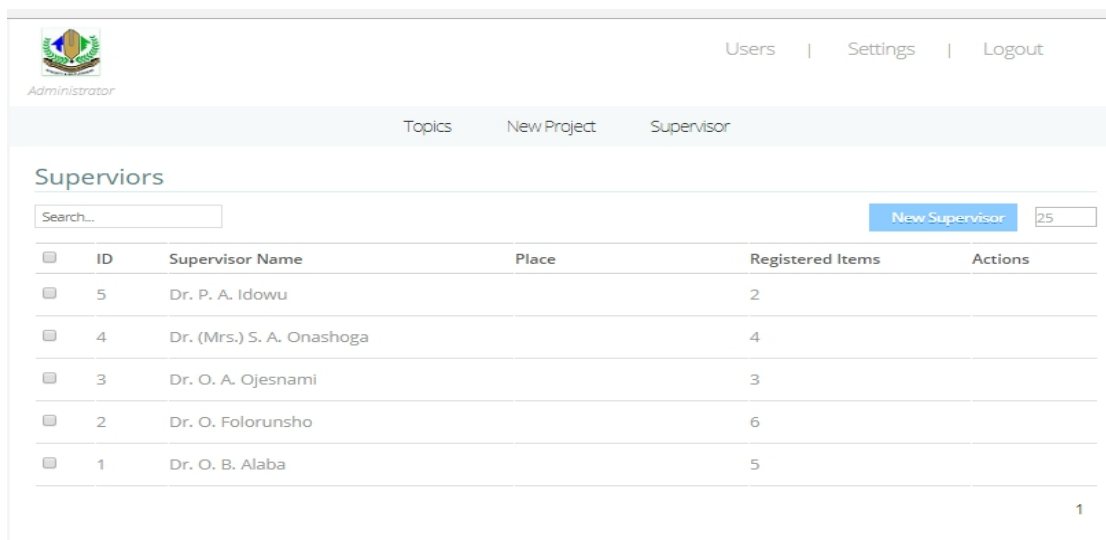 Users | Settings | Logout
Administrator
Topics New Project Supervisor
Superviors
Search... New Supervisor 25
ID Supervisor Name Place Registered Items Actions
5 Dr. P. A. Idowu 2
4 Dr. (Mrs.) S. A. Onashoga 4
3 Dr. O. A. Ojesnami 3
2 Dr. O. Folorunsho 6
1 Dr. O. B. Alaba 5
1